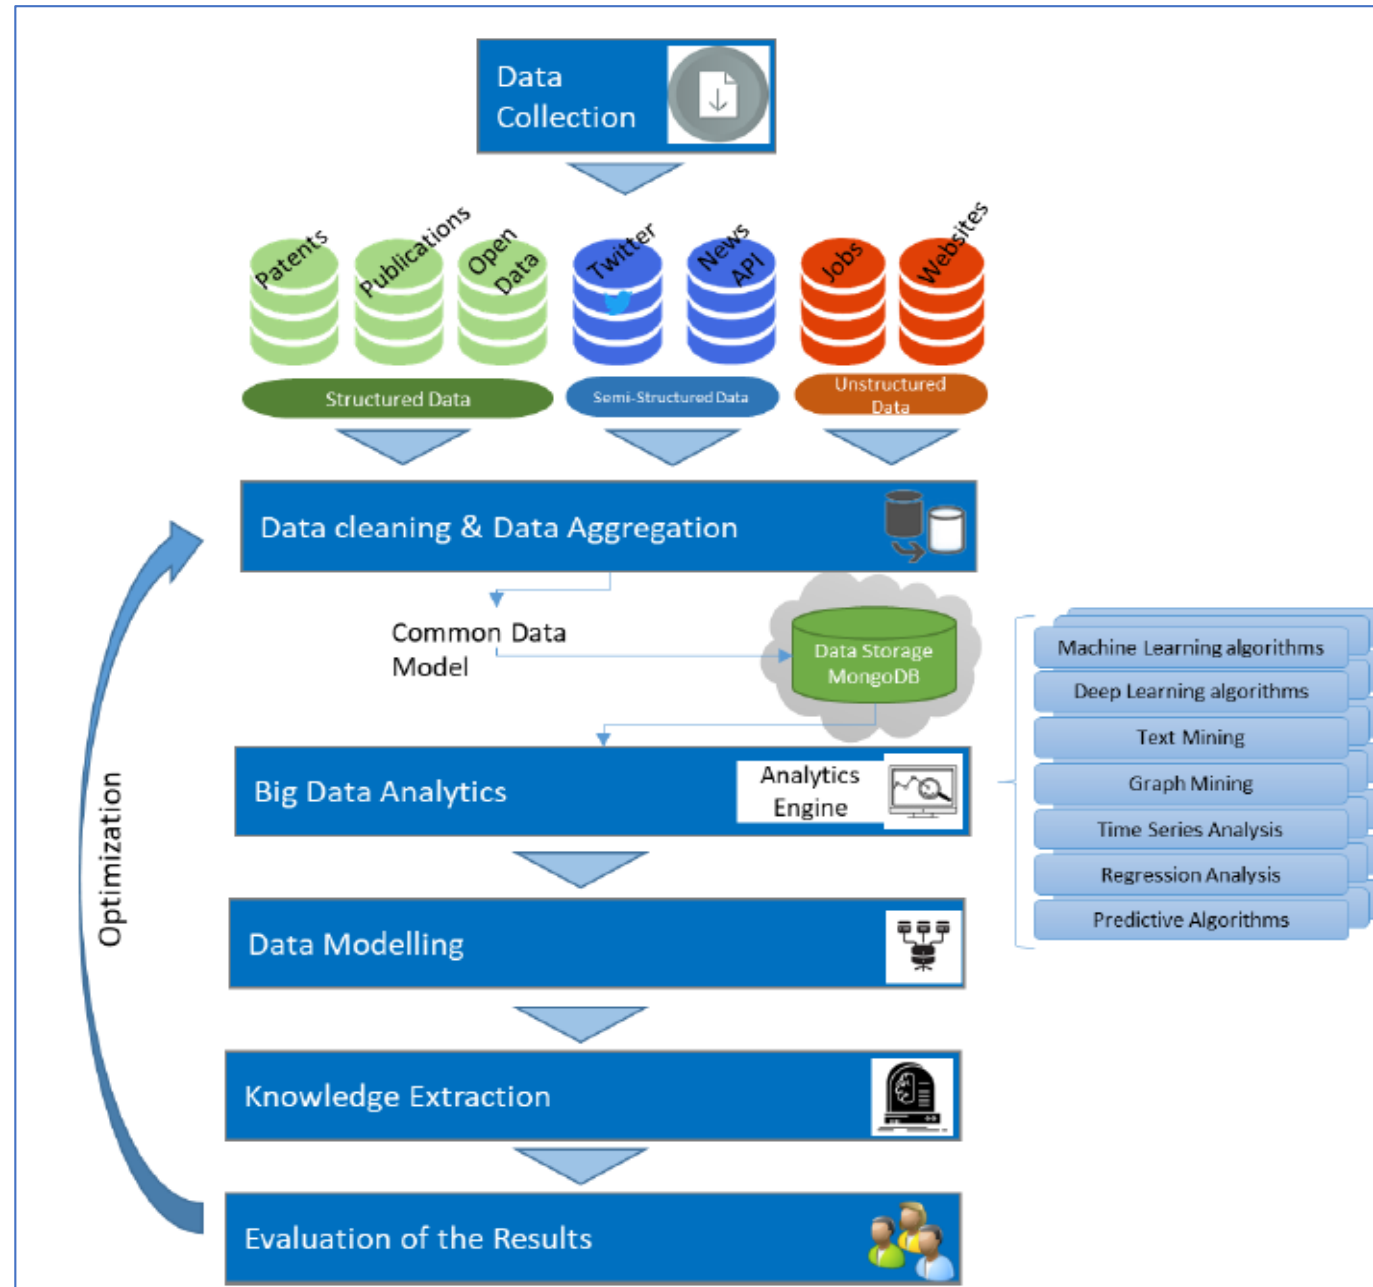 Data
Collection
Patents
Publications
Open
Data
Twitter
News
API
Jobs
Websites
Structured Data
Semi-Structured Data
Unstructured
Data
Data cleaning & Data Aggregation
Common Data
Model
Data Storage
MongoDB
Machine Learning algorithms
Deep Learning algorithms
Text Mining
Graph Mining
Time Series Analysis
Regression Analysis
Predictive Algorithms
Big Data Analytics
Analytics
Engine
Optimization
Data Modelling
Knowledge Extraction
Evaluation of the Results